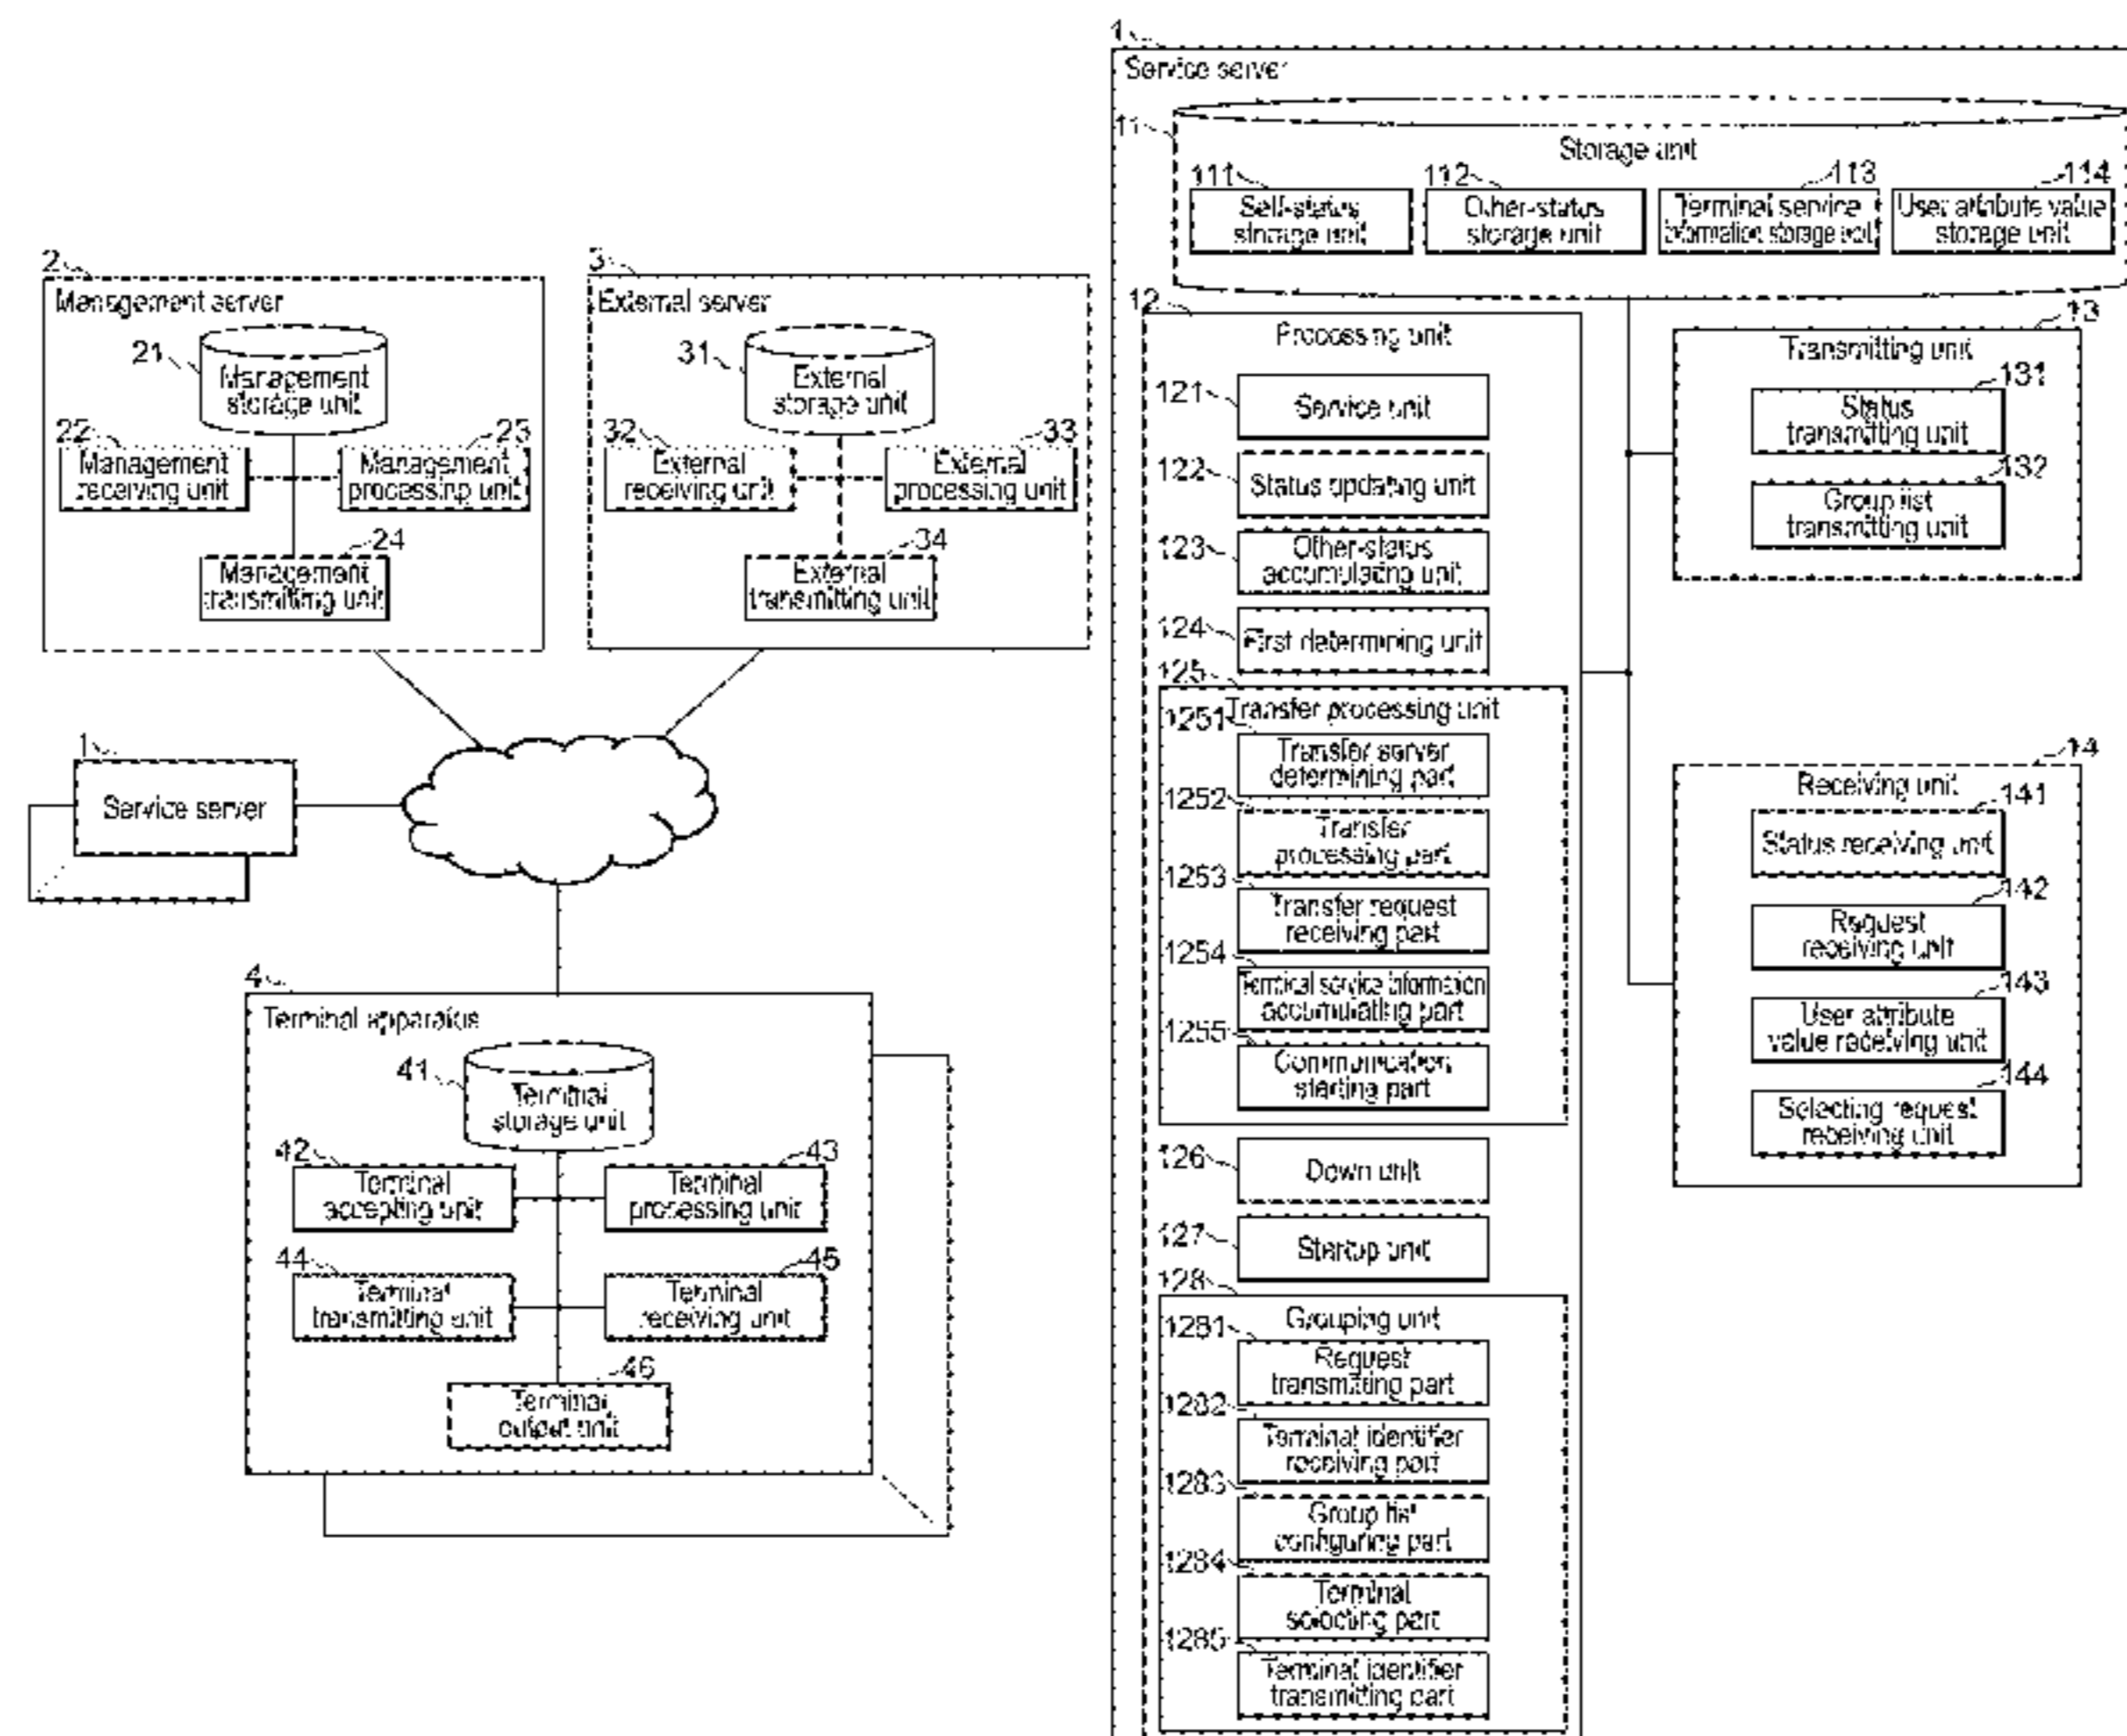 2
Management server
21
Management
storage unit
22
Management
receiving unit
23
Management
processing unit
24
Management
transmitting unit
3
External server
31
External
storage unit
32
External
receiving unit
33
External
processing unit
34
External
transmitting unit
1
Service server
4
Terminal apparatus
41
Terminal
storage unit
42
Terminal
accepting unit
43
Terminal
processing unit
44
Terminal
transmitting unit
45
Terminal
receiving unit
46
Terminal
output unit
1
Service server
11
Storage unit
111
Self-status
storage unit
112
Other-status
storage unit
113
Terminal service
information storage unit
114
User attribute value
storage unit
12
Processing unit
121
Service unit
122
Status updating unit
123
Other-status
accumulating unit
124
First determining unit
125
Transfer processing unit
1251
Transfer server
determining part
1252
Transfer
processing part
1253
Transfer request
receiving part
1254
Terminal service information
accumulating part
1255
Communication
starting part
126
Down unit
127
Startup unit
128
Grouping unit
1281
Request
transmitting part
1282
Terminal identifier
receiving part
1283
Group list
configuring part
1284
Terminal
selecting part
1285
Terminal identifier
transmitting part
13
Transmitting unit
131
Status
transmitting unit
132
Group list
transmitting unit
14
Receiving unit
141
Status receiving unit
142
Request
receiving unit
143
User attribute
value receiving unit
144
Selecting request
receiving unit